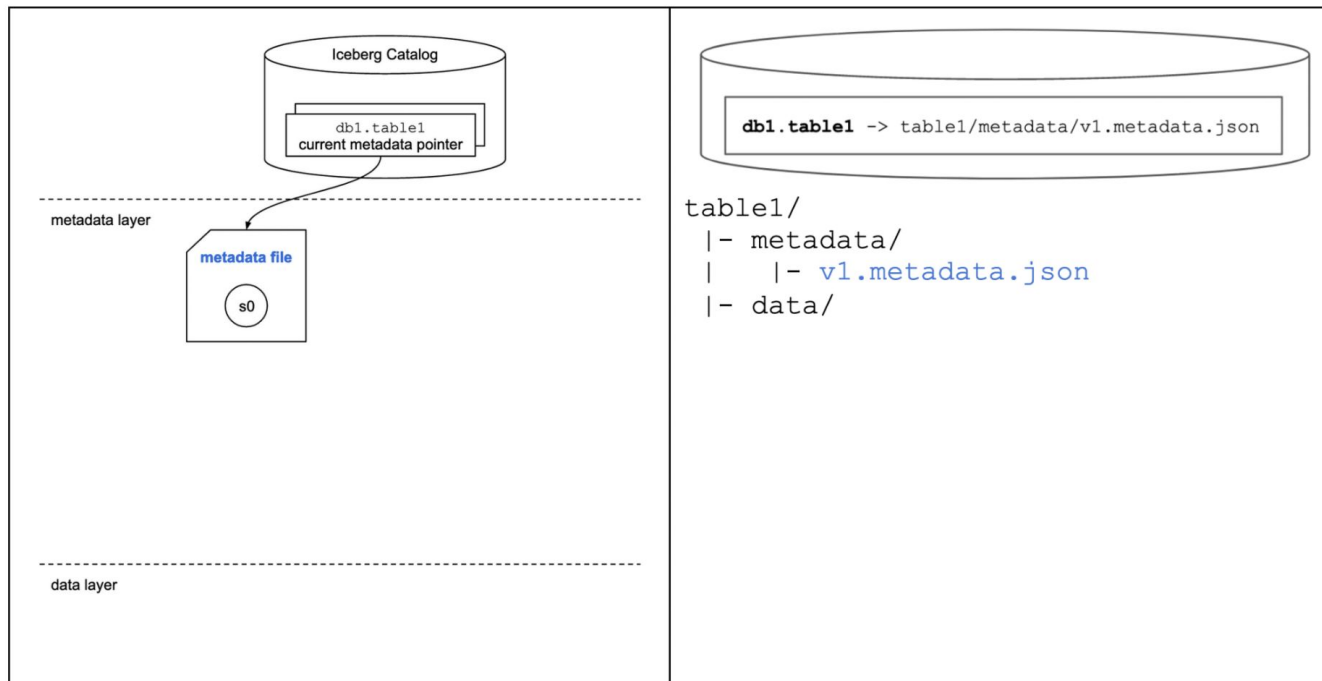 Iceberg Catalog
db1.table1
current metadata pointer
metadata layer
metadata file
s0
data layer
db1.table1 -> table1/metadata/v1.metadata.json
table1/
|- metadata/
| |- v1.metadata.json
|- data/